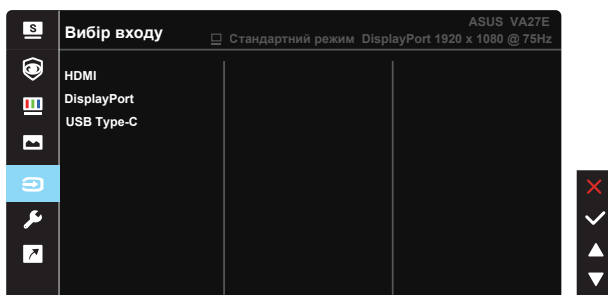 S
ASUS VA27E
Вибір входу
Стандартний режим DisplayPort 1920 x 1080 @ 75Hz
HDMI
DisplayPort
USB Type-C